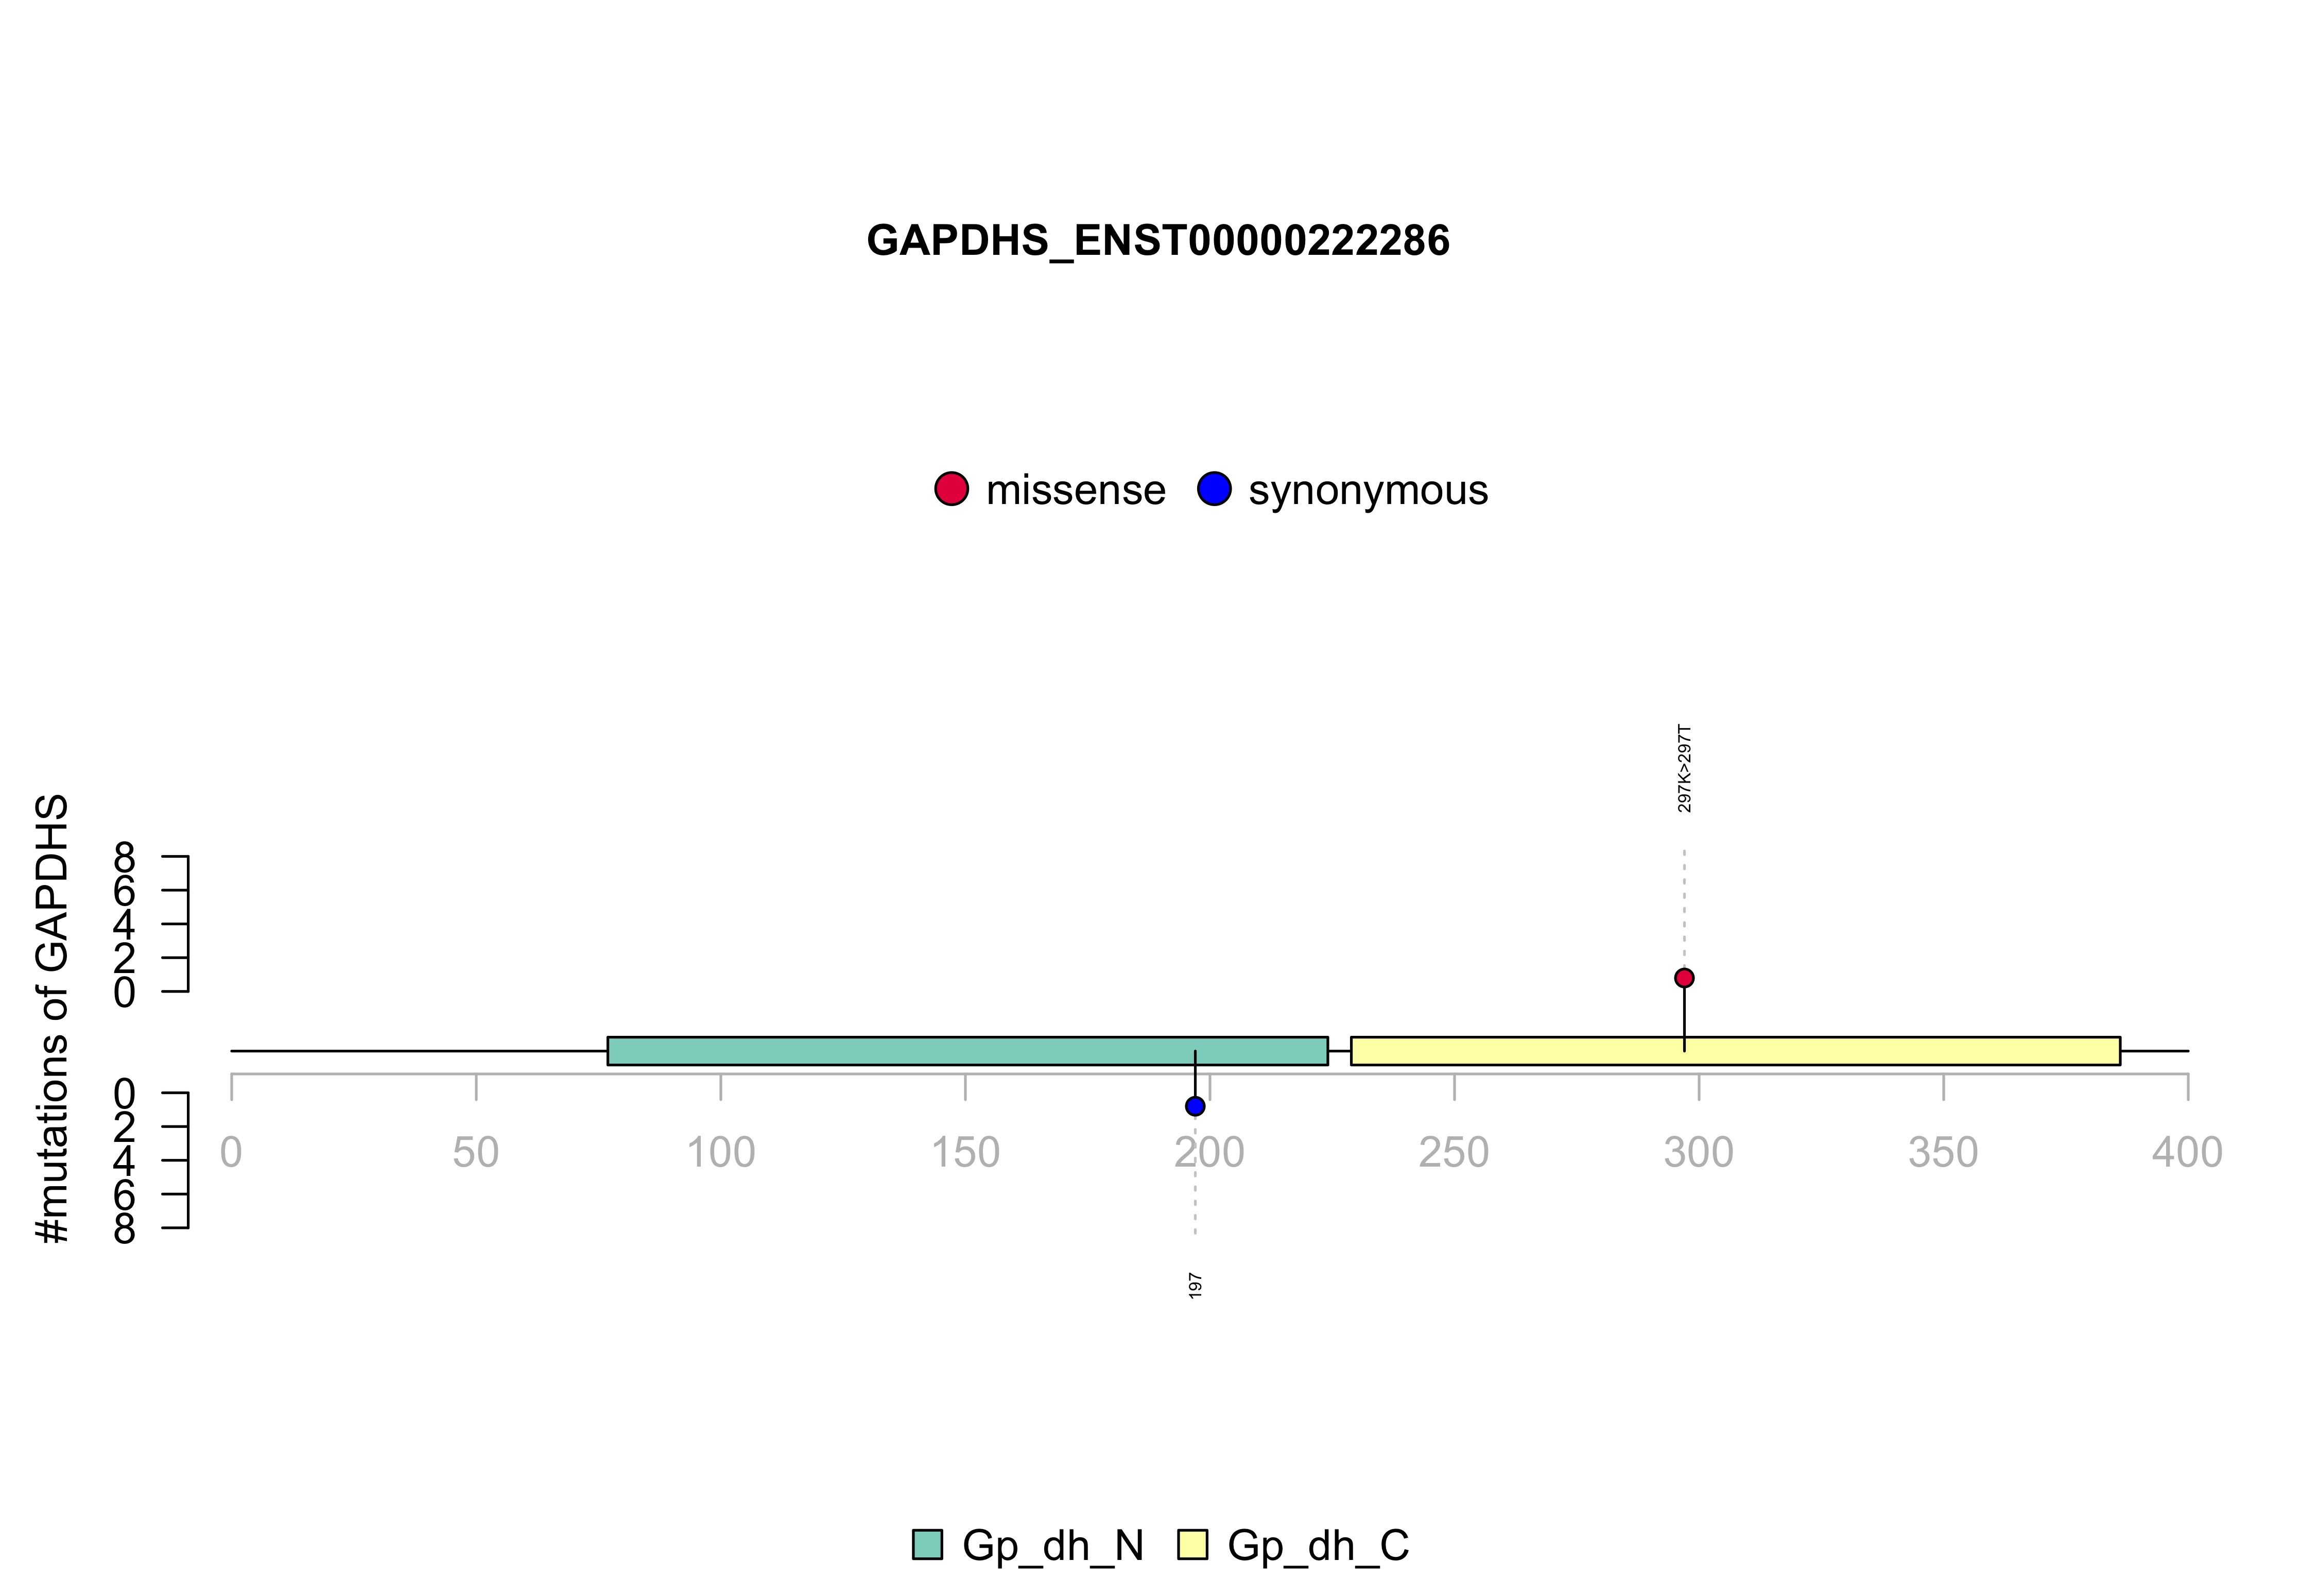 GAPDHS_ENST00000222286
missense synonymous
297K>297T
#mutations of GAPDHS
8
6
4
2
0
0
2
4
6
8
0 50 100 150 200 250 300 350 400
197
Gp_dh_N Gp_dh_C